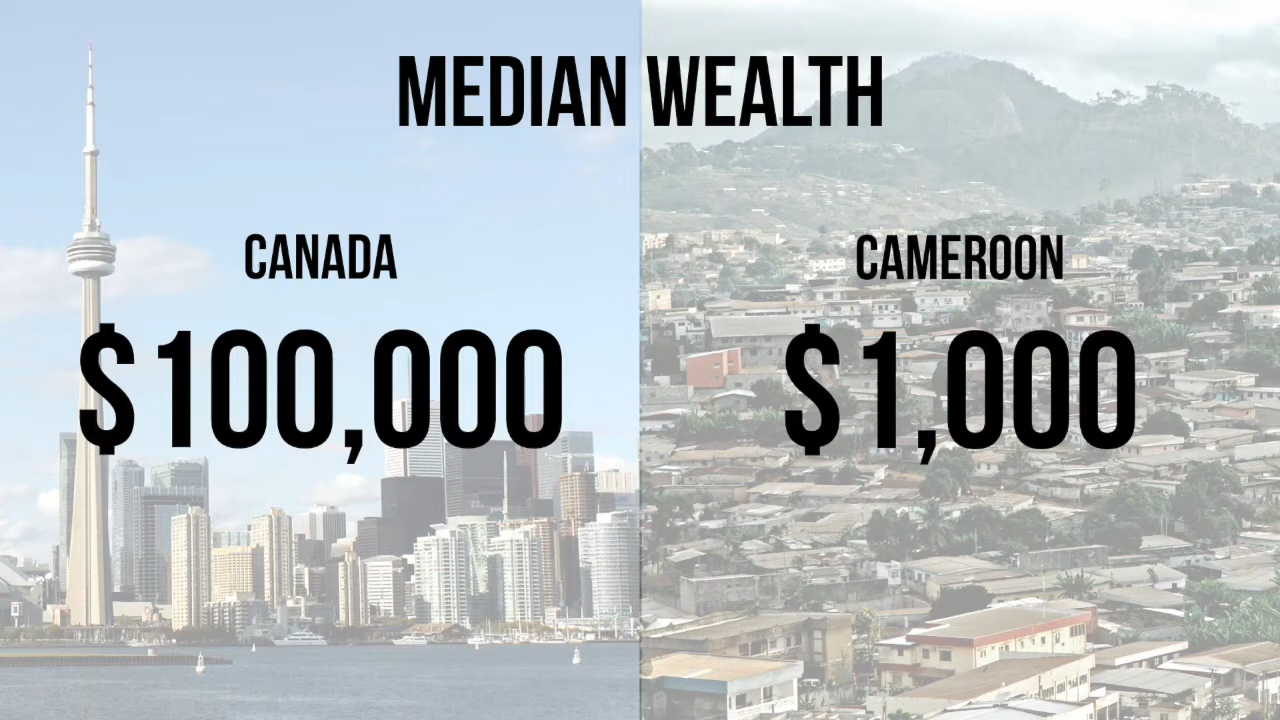 MEDIAN WEALTH
CANADA
CAMEROON
$100,000
$1,000